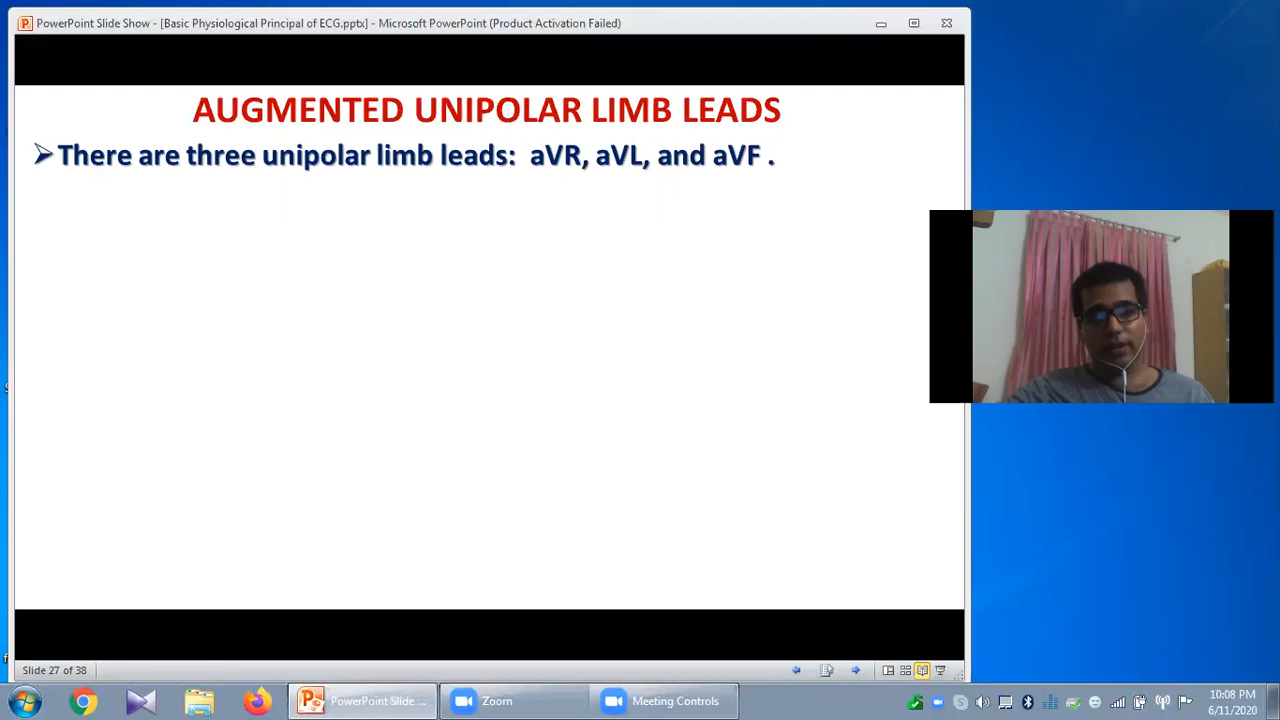 PowerPoint Slide Show - [Basic Physiological Principal of ECG.pptx] - Microsoft PowerPoint (Product Activation Failed)
AUGMENTED UNIPOLAR LIMB LEADS
There are three unipolar limb leads: aVR, aVL, and aVF .
Slide 27 of 38
PowerPoint Slide ...
Zoom
Meeting Controls
10:08 PM
6/11/2020